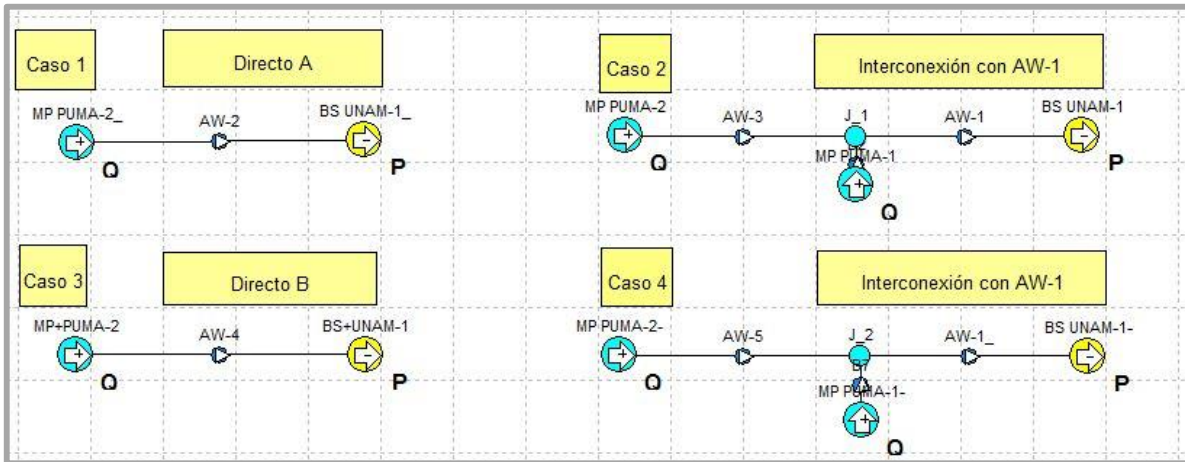 Caso 1
Directo A
MP PUMA-2_
AW-2
BS UNAM-1_
Q
P
Caso 2
Interconexión con AW-1
MP PUMA-2
AW-3
J_1
AW-1
BS UNAM-1
Q
MP PUMA-1
P
Q
Caso 3
Directo B
MP+PUMA-2
AW-4
BS+UNAM-1
Q
P
Caso 4
Interconexión con AW-1
MP PUMA-2-
AW-5
J_2
AW-1_
BS UNAM-1-
Q
MP PUMA-1-
P
Q